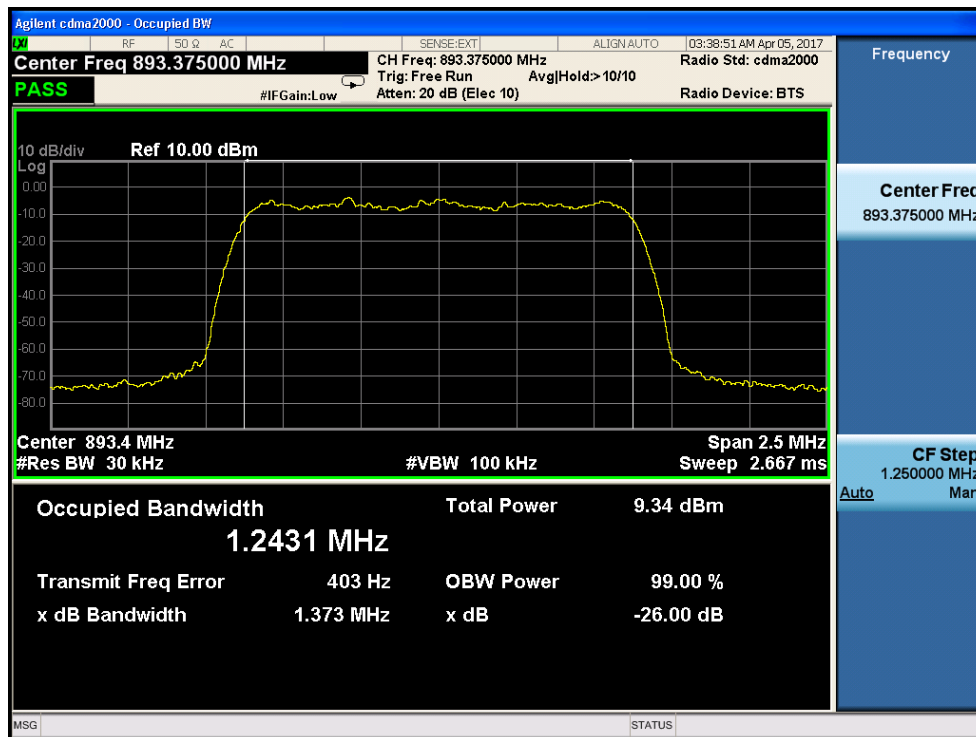 Agilent cdma2000 - Occupied BW
LXI RF 50 Ω AC SENSE:EXT ALIGN AUTO 03:38:51 AM Apr 05, 2017
Center Freq 893.375000 MHz
CH Freq: 893.375000 MHz
Radio Std: cdma2000
Trig: Free Run Avg|Hold:> 10/10
PASS
#IFGain:Low
Atten: 20 dB (Elec 10)
Radio Device: BTS
10 dB/div Ref 10.00 dBm
Log
0.00
-10.0
-20.0
-30.0
-40.0
-50.0
-60.0
-70.0
-80.0
Center 893.4 MHz Span 2.5 MHz
#Res BW 30 kHz #VBW 100 kHz Sweep 2.667 ms
Occupied Bandwidth
1.2431 MHz
Total Power 9.34 dBm
Transmit Freq Error 403 Hz OBW Power 99.00 %
x dB Bandwidth 1.373 MHz x dB -26.00 dB
Frequency
Center Freq
893.375000 MHz
CF Step
1.250000 MHz
Auto Man
MSG STATUS